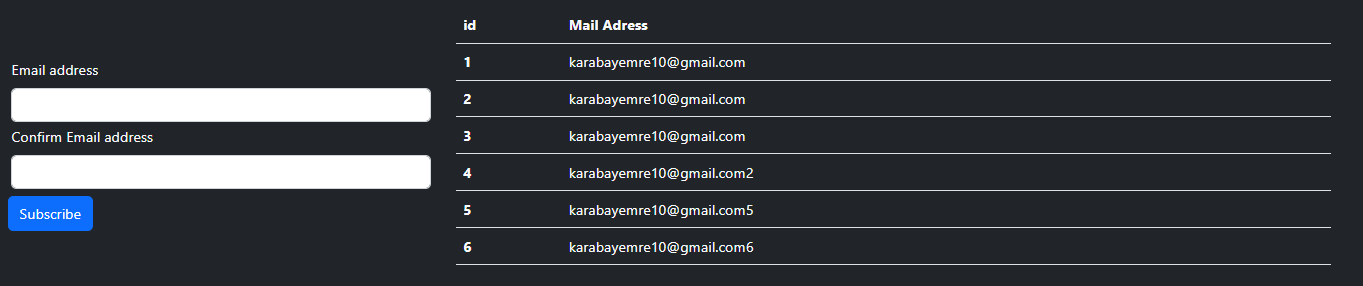 Email address
Confirm Email address
Subscribe
id Mail Adress
1 karabayemre10@gmail.com
2 karabayemre10@gmail.com
3 karabayemre10@gmail.com
4 karabayemre10@gmail.com2
5 karabayemre10@gmail.com5
6 karabayemre10@gmail.com6